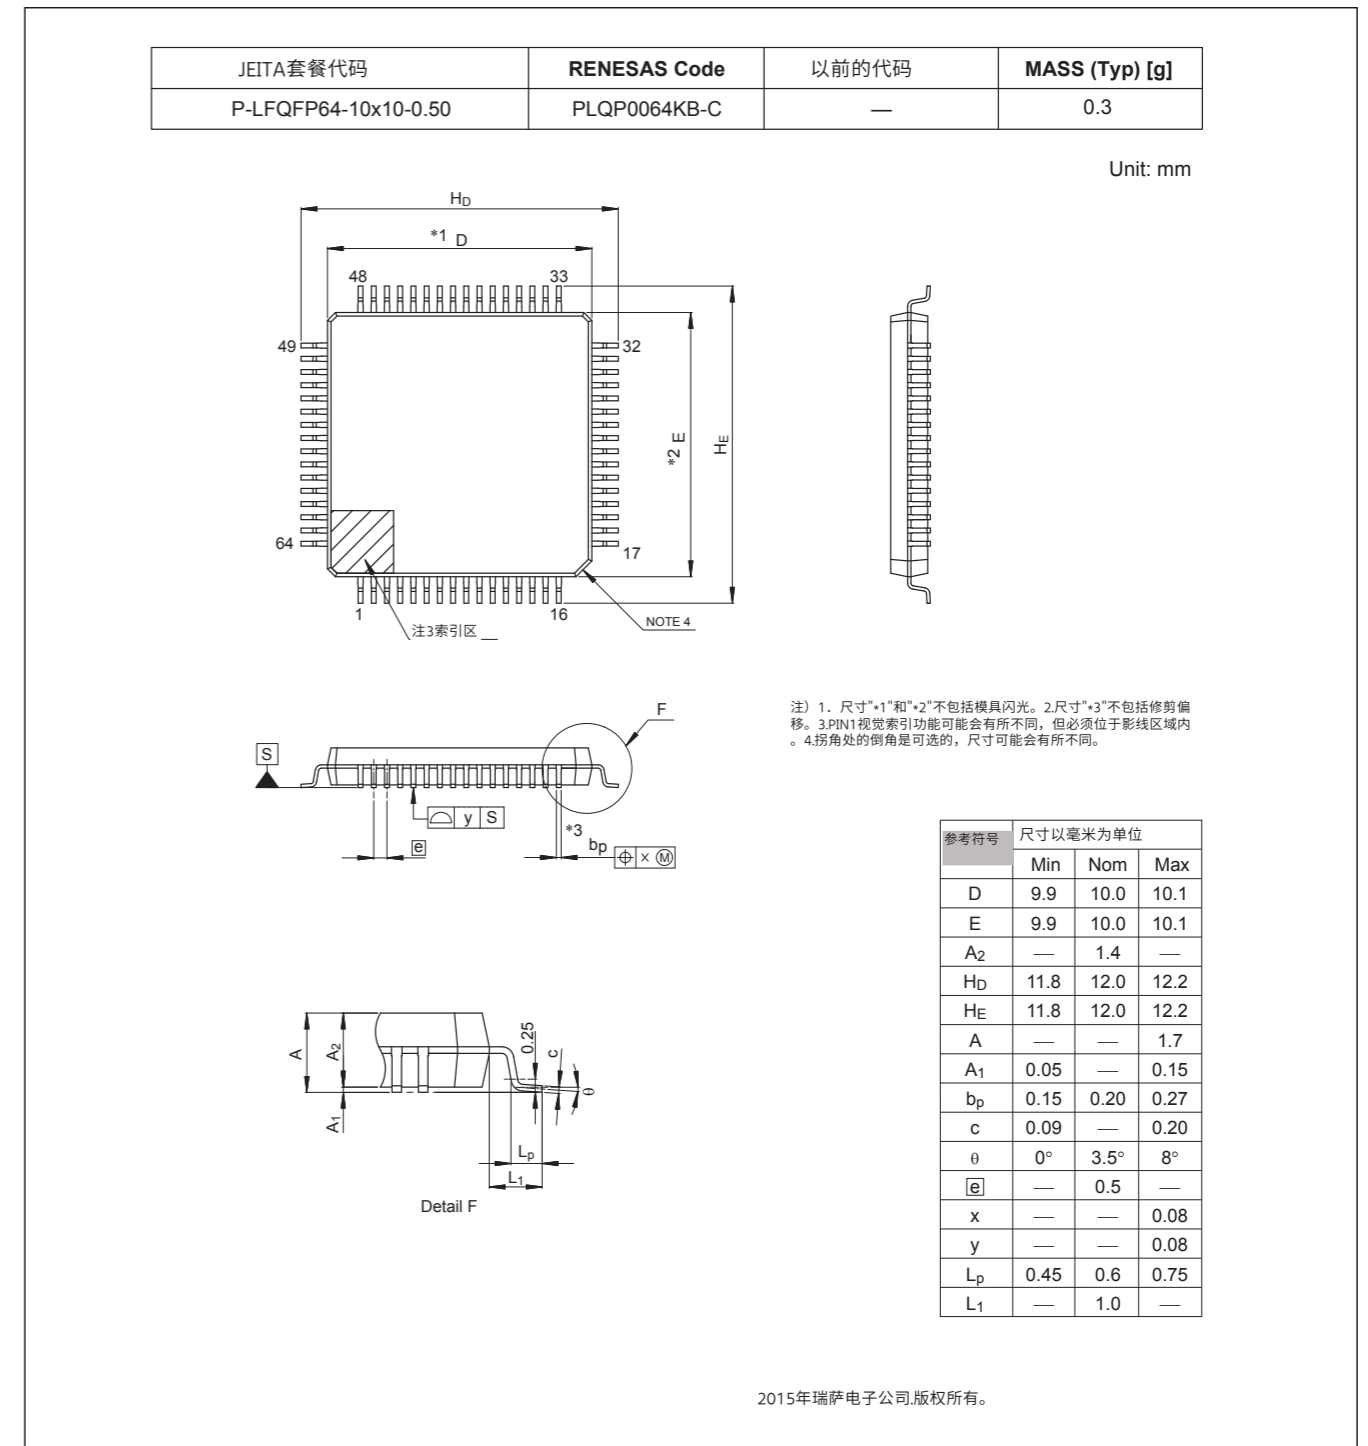 JEITA套餐代码 RENESAS Code 以前的代码 MASS (Typ) [g]
P-LFQFP64-10x10-0.50 PLQP0064KB-C — 0.3
Unit: mm
HD
*1 D
48 33
49 32
*2 E
HE
64 17
1 16
注3索引区
NOTE 4
注）1．尺寸"*1"和"*2"不包括模具闪光。2.尺寸"*3"不包括修剪偏
移。3.PIN1视觉索引功能可能会有所不同，但必须位于影线区域内
。4.拐角处的倒角是可选的，尺寸可能会有所不同。
F
S
y S
e
*3
bp
× Ⓜ
参考符号 尺寸以毫米为单位
Min Nom Max
D 9.9 10.0 10.1
E 9.9 10.0 10.1
A2 — 1.4 —
HD 11.8 12.0 12.2
HE 11.8 12.0 12.2
A — — 1.7
A1 0.05 — 0.15
bp 0.15 0.20 0.27
c 0.09 — 0.20
θ 0° 3.5° 8°
e — 0.5 —
x — — 0.08
y — — 0.08
Lp 0.45 0.6 0.75
L1 — 1.0 —
A
A2
A1
0.25
c
θ
Lp
L1
Detail F
2015年瑞萨电子公司.版权所有。